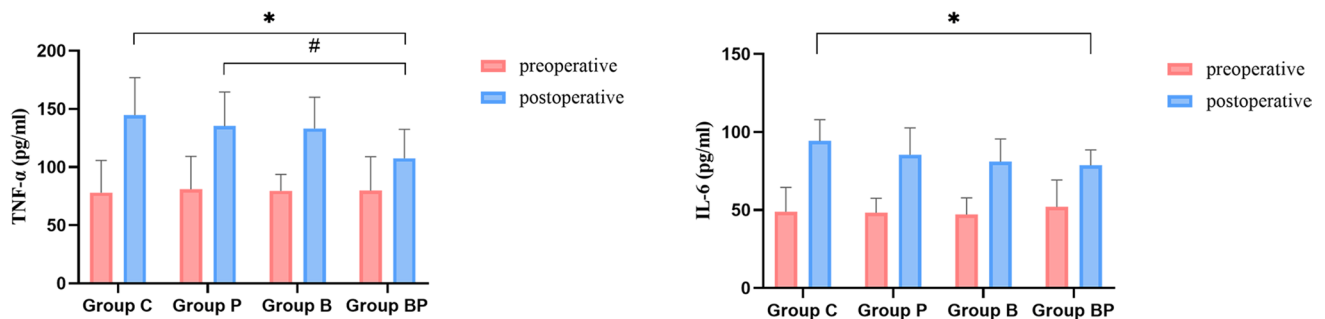 *
#
200
150
100
50
0
TNF-α (pg/ml)
Group C Group P Group B Group BP
preoperative
postoperative
*
150
100
50
0
IL-6 (pg/ml)
Group C Group P Group B Group BP
preoperative
postoperative